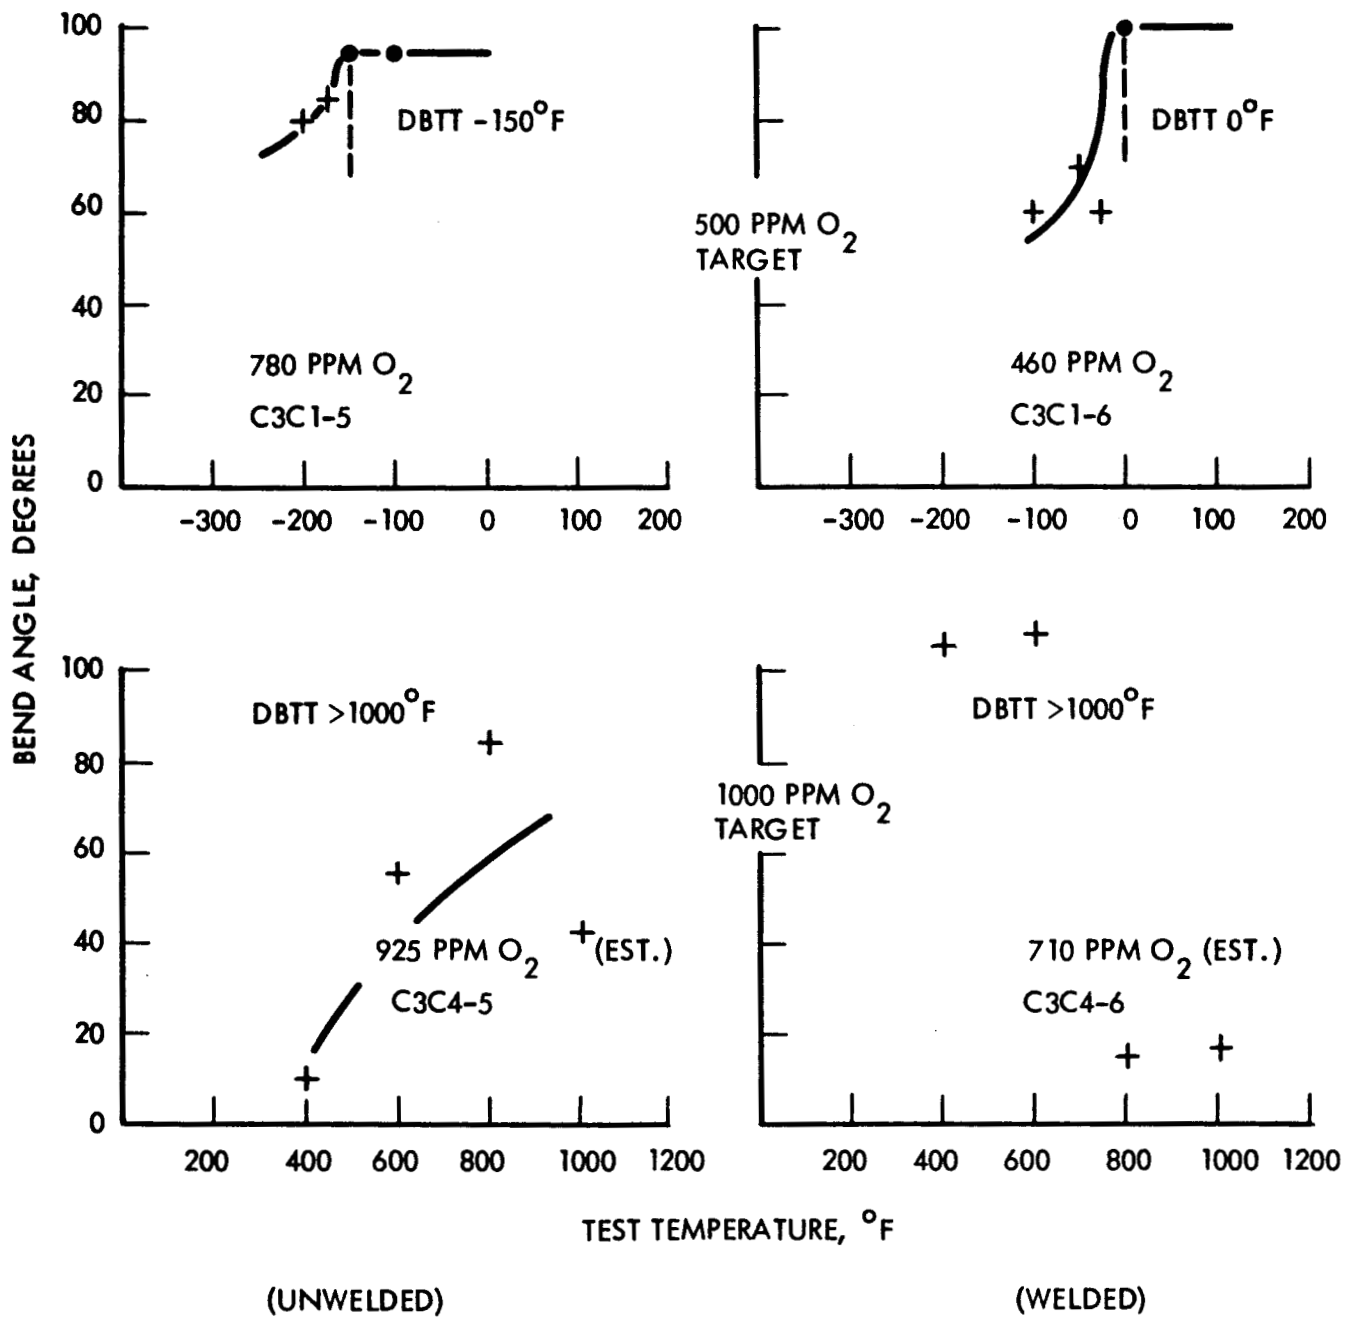 BEND ANGLE, DEGREES
100
80
60
40
20
0
DBTT -150°F
780 PPM O2
C3C1-5
-300 -200 -100 0 100 200
500 PPM O2
TARGET
DBTT 0°F
460 PPM O2
C3C1-6
-300 -200 -100 0 100 200
100
80
60
40
20
0
DBTT >1000°F
925 PPM O2 (EST.)
C3C4-5
200 400 600 800 1000 1200
1000 PPM O2
TARGET
DBTT >1000°F
710 PPM O2 (EST.)
C3C4-6
200 400 600 800 1000 1200
TEST TEMPERATURE, °F
(UNWELDED)
(WELDED)